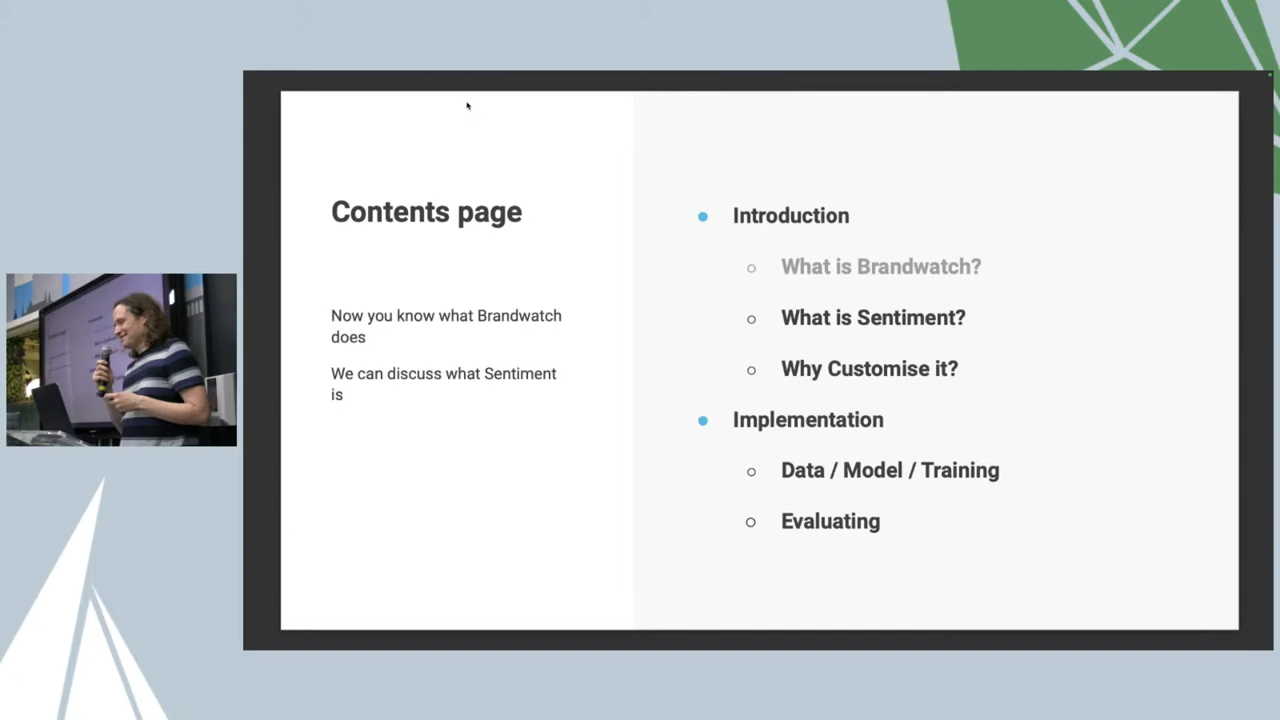 Contents page
Now you know what Brandwatch
does
We can discuss what Sentiment
is
Introduction
What is Brandwatch?
What is Sentiment?
Why Customise it?
Implementation
Data / Model / Training
Evaluating